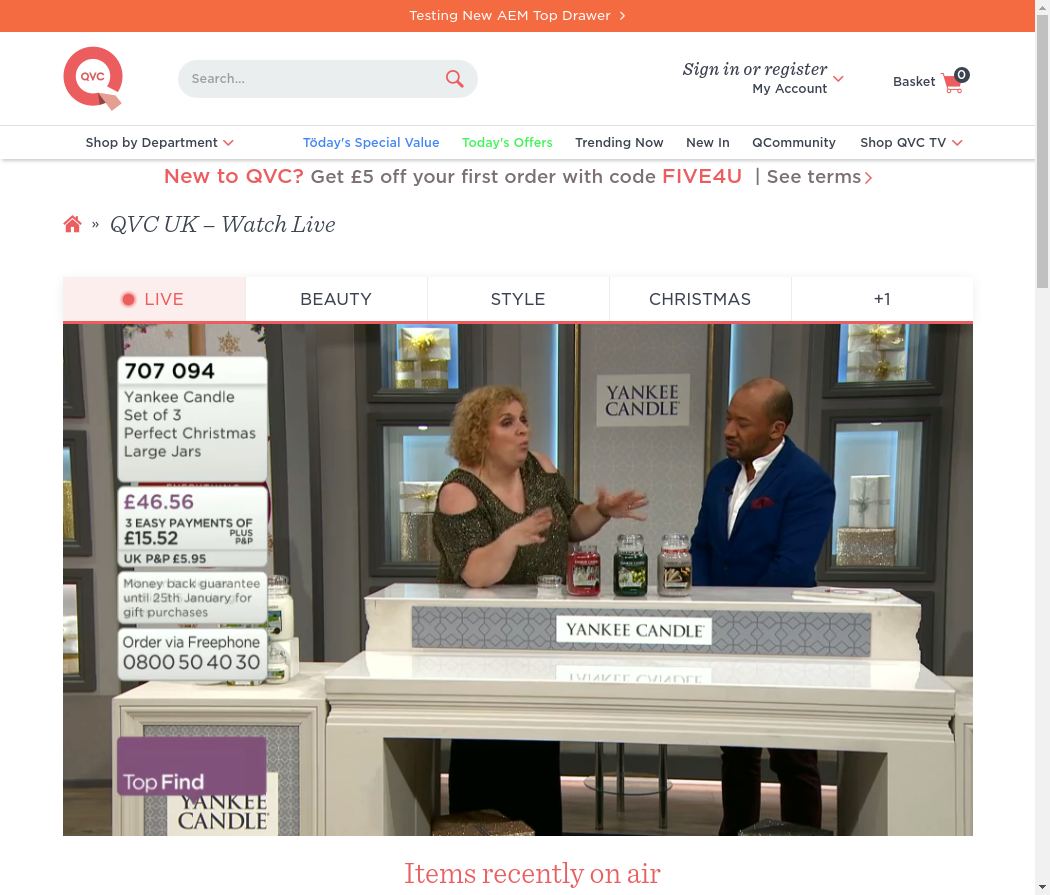 Testing New AEM Top Drawer
QVC
Search...
Sign in or register
My Account
Basket
0
Shop by Department
Töday's Special Value
Today's Offers
Trending Now
New In
QCommunity
Shop QVC TV
New to QVC? Get £5 off your first order with code FIVE4U | See terms
» QVC UK – Watch Live
LIVE
BEAUTY
STYLE
CHRISTMAS
+1
707 094
Yankee Candle
Set of 3
Perfect Christmas
Large Jars
£46.56
3 EASY PAYMENTS OF
£15.52 PLUS P&P
UK P&P £5.95
Money back guarantee
until 25th January for
gift purchases
Order via Freephone
0800 50 40 30
Top Find
YANKEE
CANDLE
YANKEE
CANDLE
YANKEE CANDLE
Items recently on air